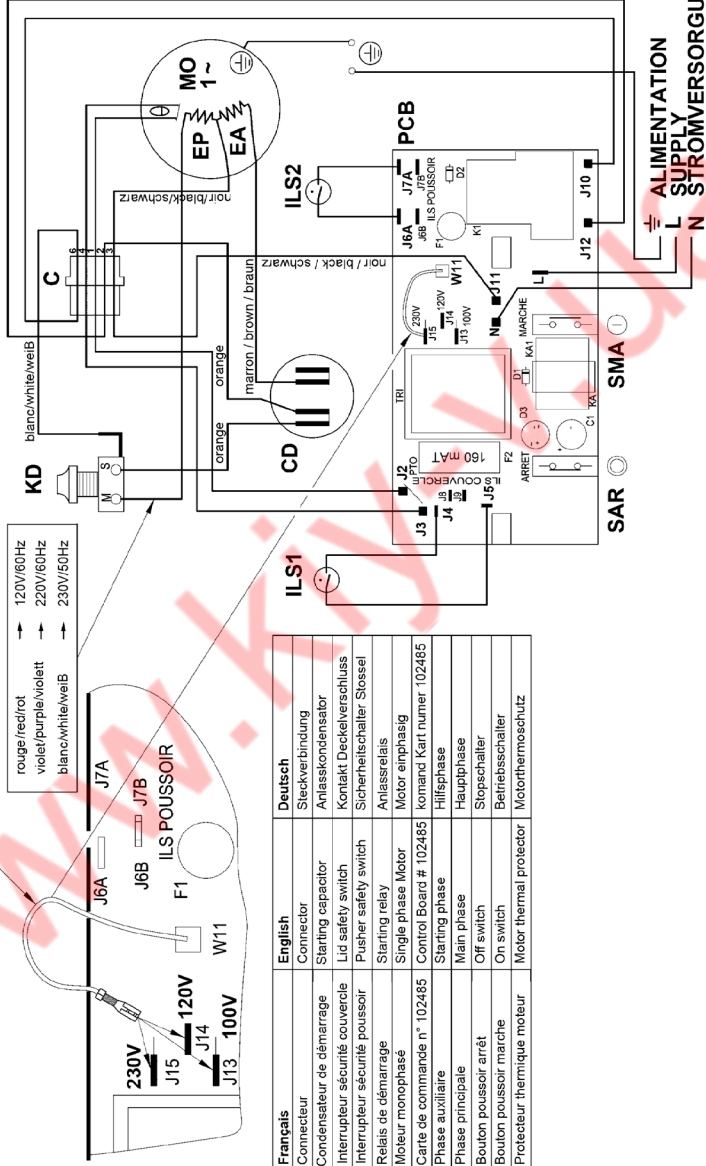 rouge/red/rot → 120V/60Hz
violet/purple/violett → 220V/60Hz
blanc/white/weiB → 230V/50Hz
KD
M
S
blanc/white/weiB
C
6
4
1
2
3
MO
1 ~
EP
EA
noir/black/schwarz
noir / black / schwarz
orange
orange
marron / brown / braun
CD
ILS1
ILS2
PCB
J7A
J7B
J6A
J6B
ILS POUSSOIR
D2
F1
K1
W11
230V
J15
120V
J14
J13 100V
J10
J12
J11
N
L
MARCHE
TRI
D1
KA1
KA
D3
C1
ARRET
160 mAT
F2
PTO
ILS COUVERCLE
J2
J3
J4
J8
J9
J5
SAR
SMA
ALIMENTATION
L SUPPLY
N STROMVERSORGU
J7A
J6A
J7B
J6B
ILS POUSSOIR
F1
W11
230V
J15
120V
J14
100V
J13
Français English Deutsch
Connecteur Connector Steckverbindung
Condensateur de démarrage Starting capacitor Anlasskondensator
Interrupteur sécurité couvercle Lid safety switch Kontakt Deckelverschluss
Interrupteur sécurité poussoir Pusher safety switch Sicherheitschalter Stossel
Relais de démarrage Starting relay Anlassrelais
Moteur monophasé Single phase Motor Motor einphasig
Carte de commande n° 102485 Control Board # 102485 komand Kart numer 102485
Phase auxiliaire Starting phase Hilfsphase
Phase principale Main phase Hauptphase
Bouton poussoir arrêt Off switch Stopschalter
Bouton poussoir marche On switch Betriebsschalter
Protecteur thermique moteur Motor thermal protector Motorthermoschutz
www.kiy-v.ua